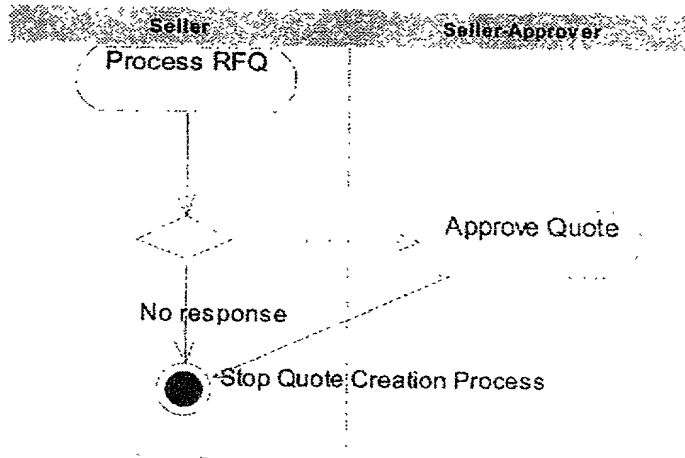 Seller
Seller-Approver
Process RFQ
Approve Quote
No response
Stop Quote Creation Process